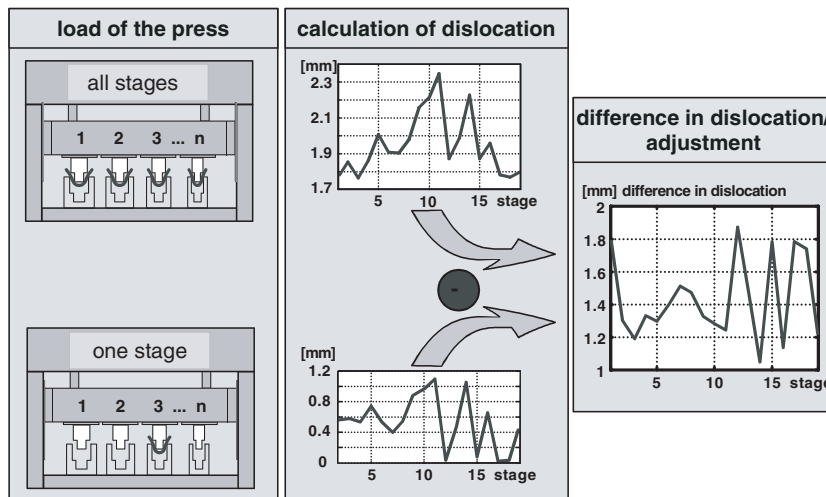 load of the press
all stages
1 2 3 ... n
one stage
1 2 3 ... n
calculation of dislocation
[mm]
2.3
2.1
1.9
1.7
5 10 15 stage
-
[mm]
1.2
0.8
0.4
0
5 10 15 stage
difference in dislocation/
adjustment
[mm] difference in dislocation
2
1.8
1.6
1.4
1.2
1
5 10 15 stage